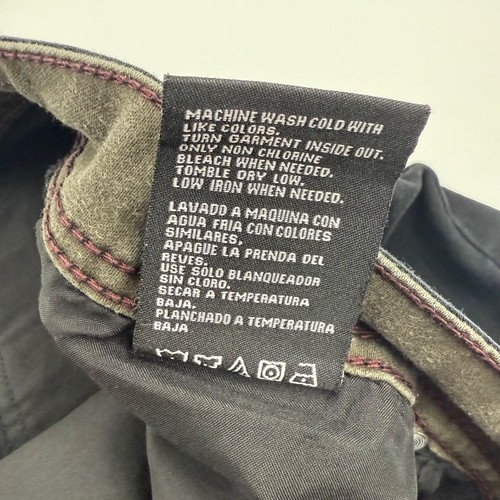 MACHINE WASH COLD WITH
LIKE COLORS.
TURN GARMENT INSIDE OUT.
ONLY NON CHLORINE
BLEACH WHEN NEEDED.
TOMBLE DRY LOW.
LOW IRON WHEN NEEDED.
LAVADO A MAQUINA CON
AGUA FRIA CON COLORES
SIMILARES,
APAGUE LA PRENDA DEL
REVES.
USE SOLO BLANQUEADOR
SIN CLORO.
SECAR A TEMPERATURA
BAJA.
PLANCHADO A TEMPERATURA
BAJA